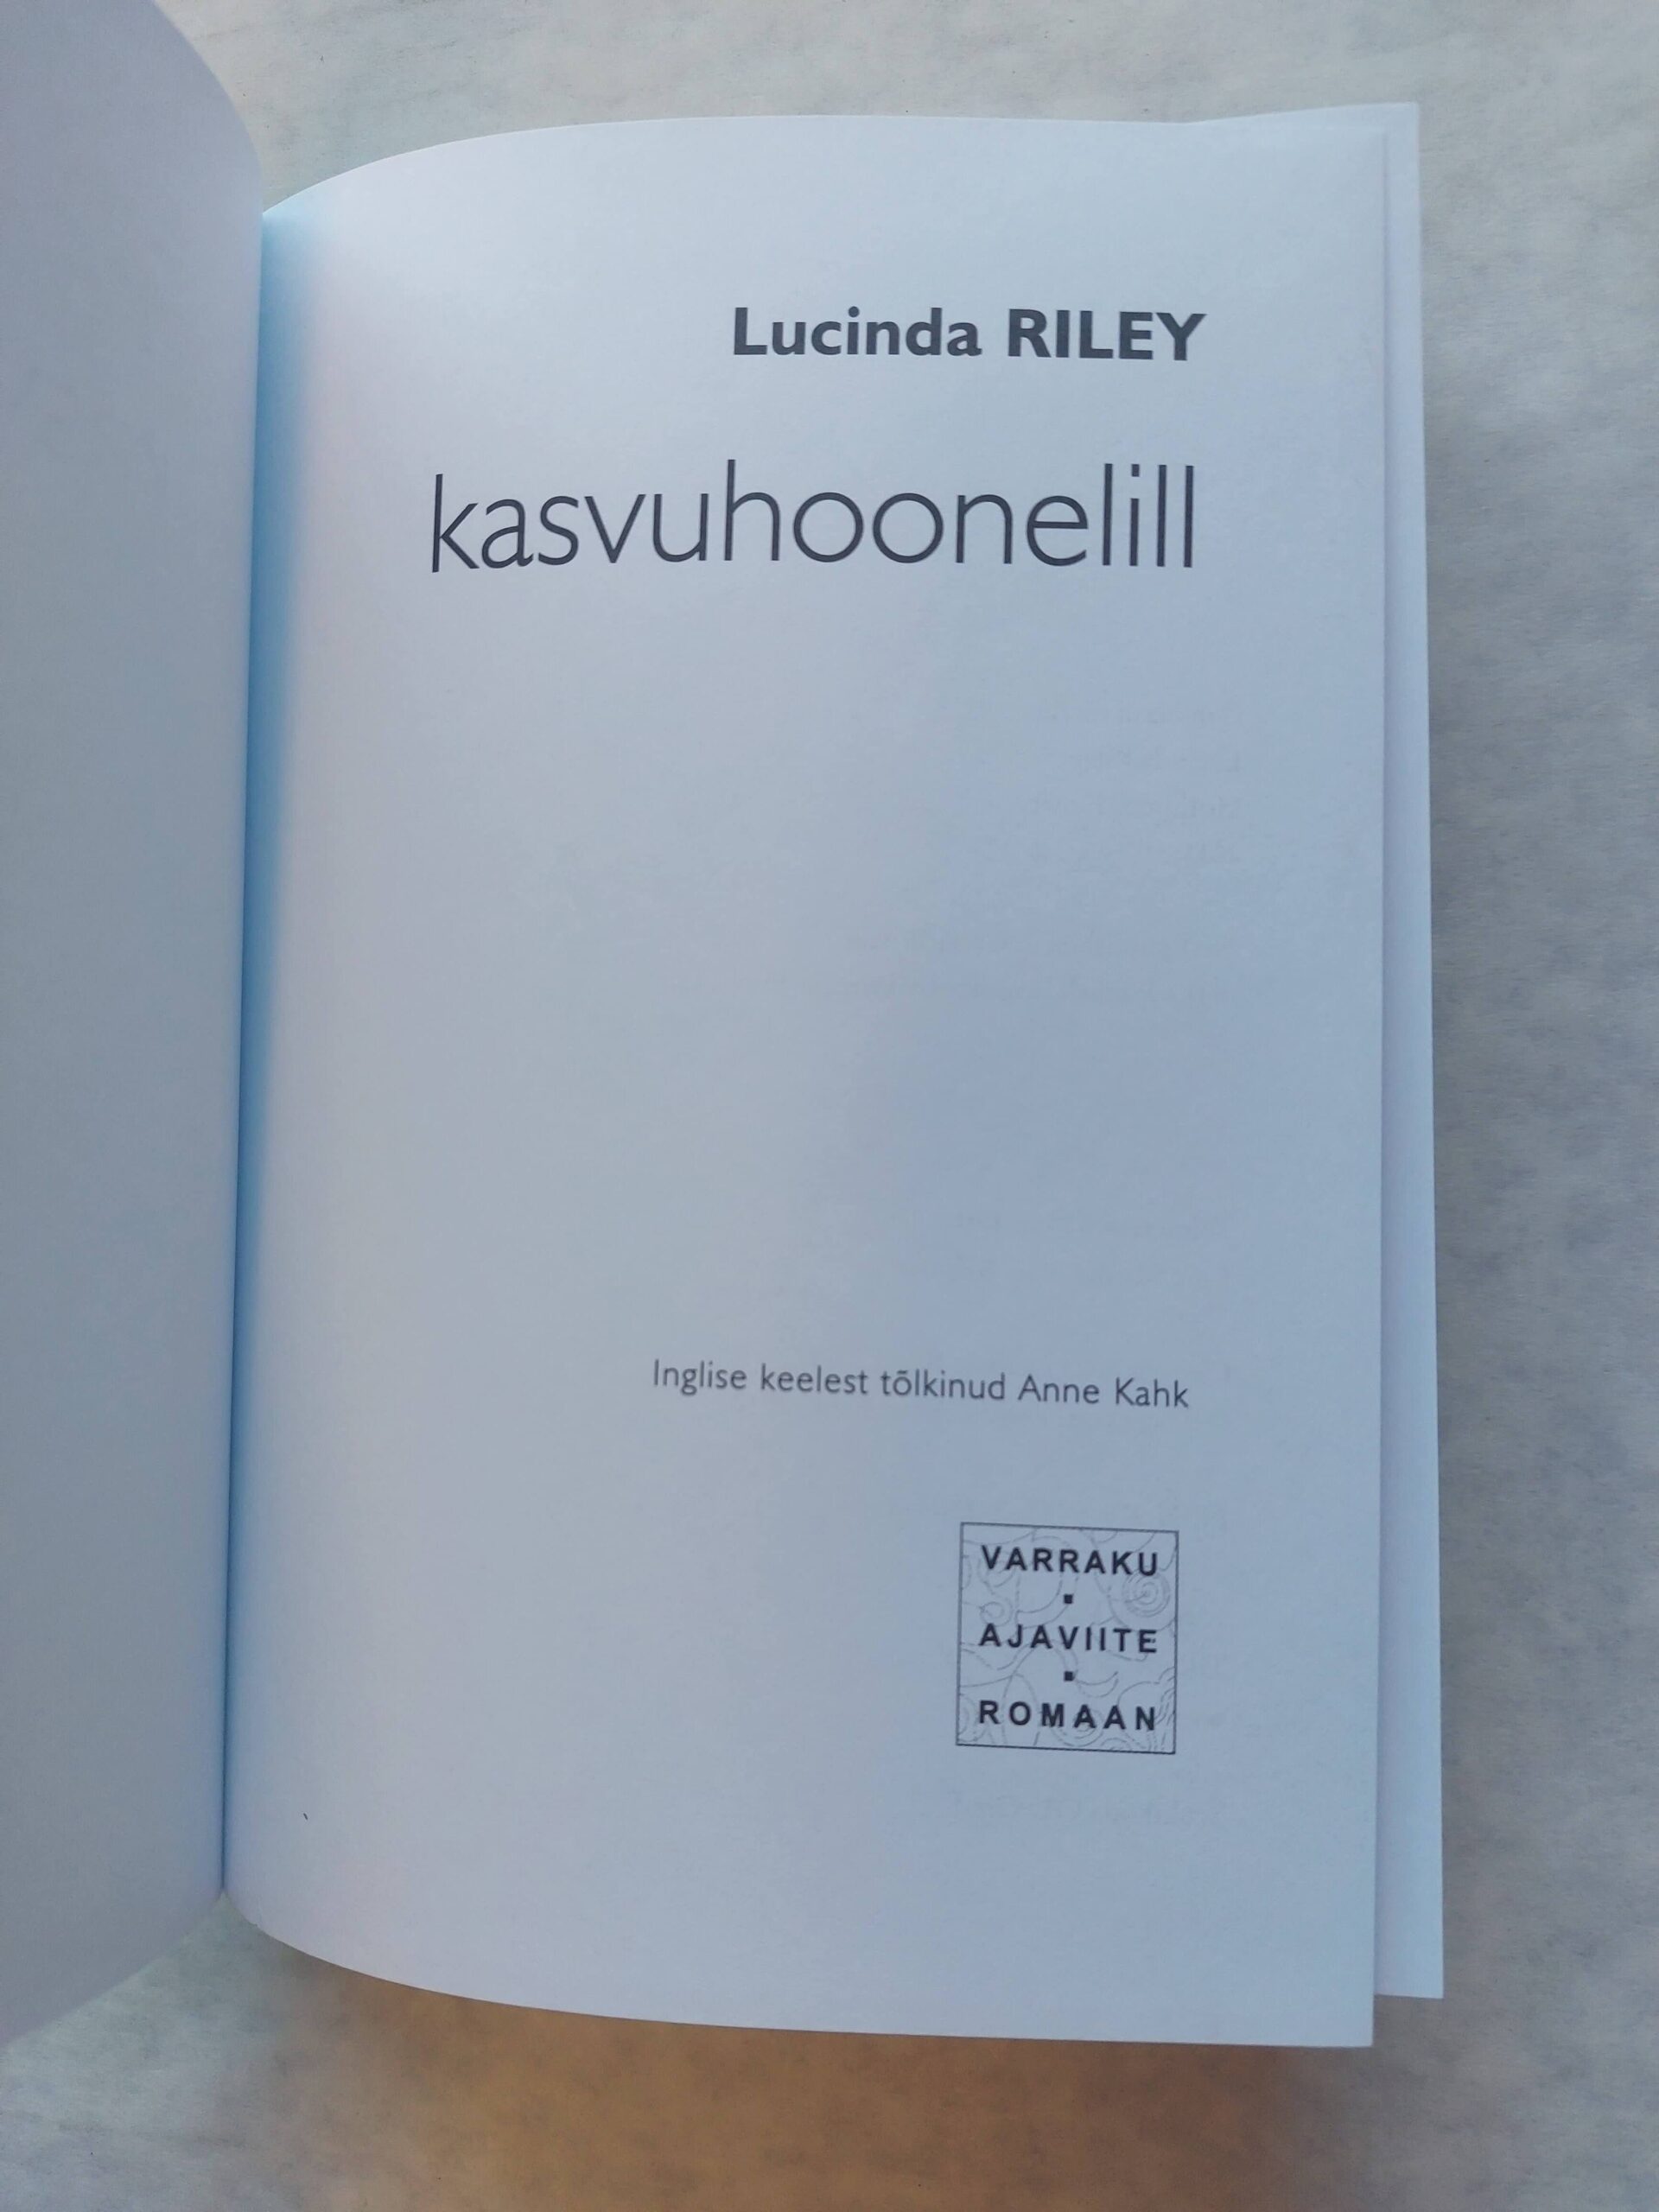 Lucinda RILEY
kasvuhoonelill
Inglise keelest tõlkinud Anne Kahk
VARRAKU
AJAVIITE
ROMAAN